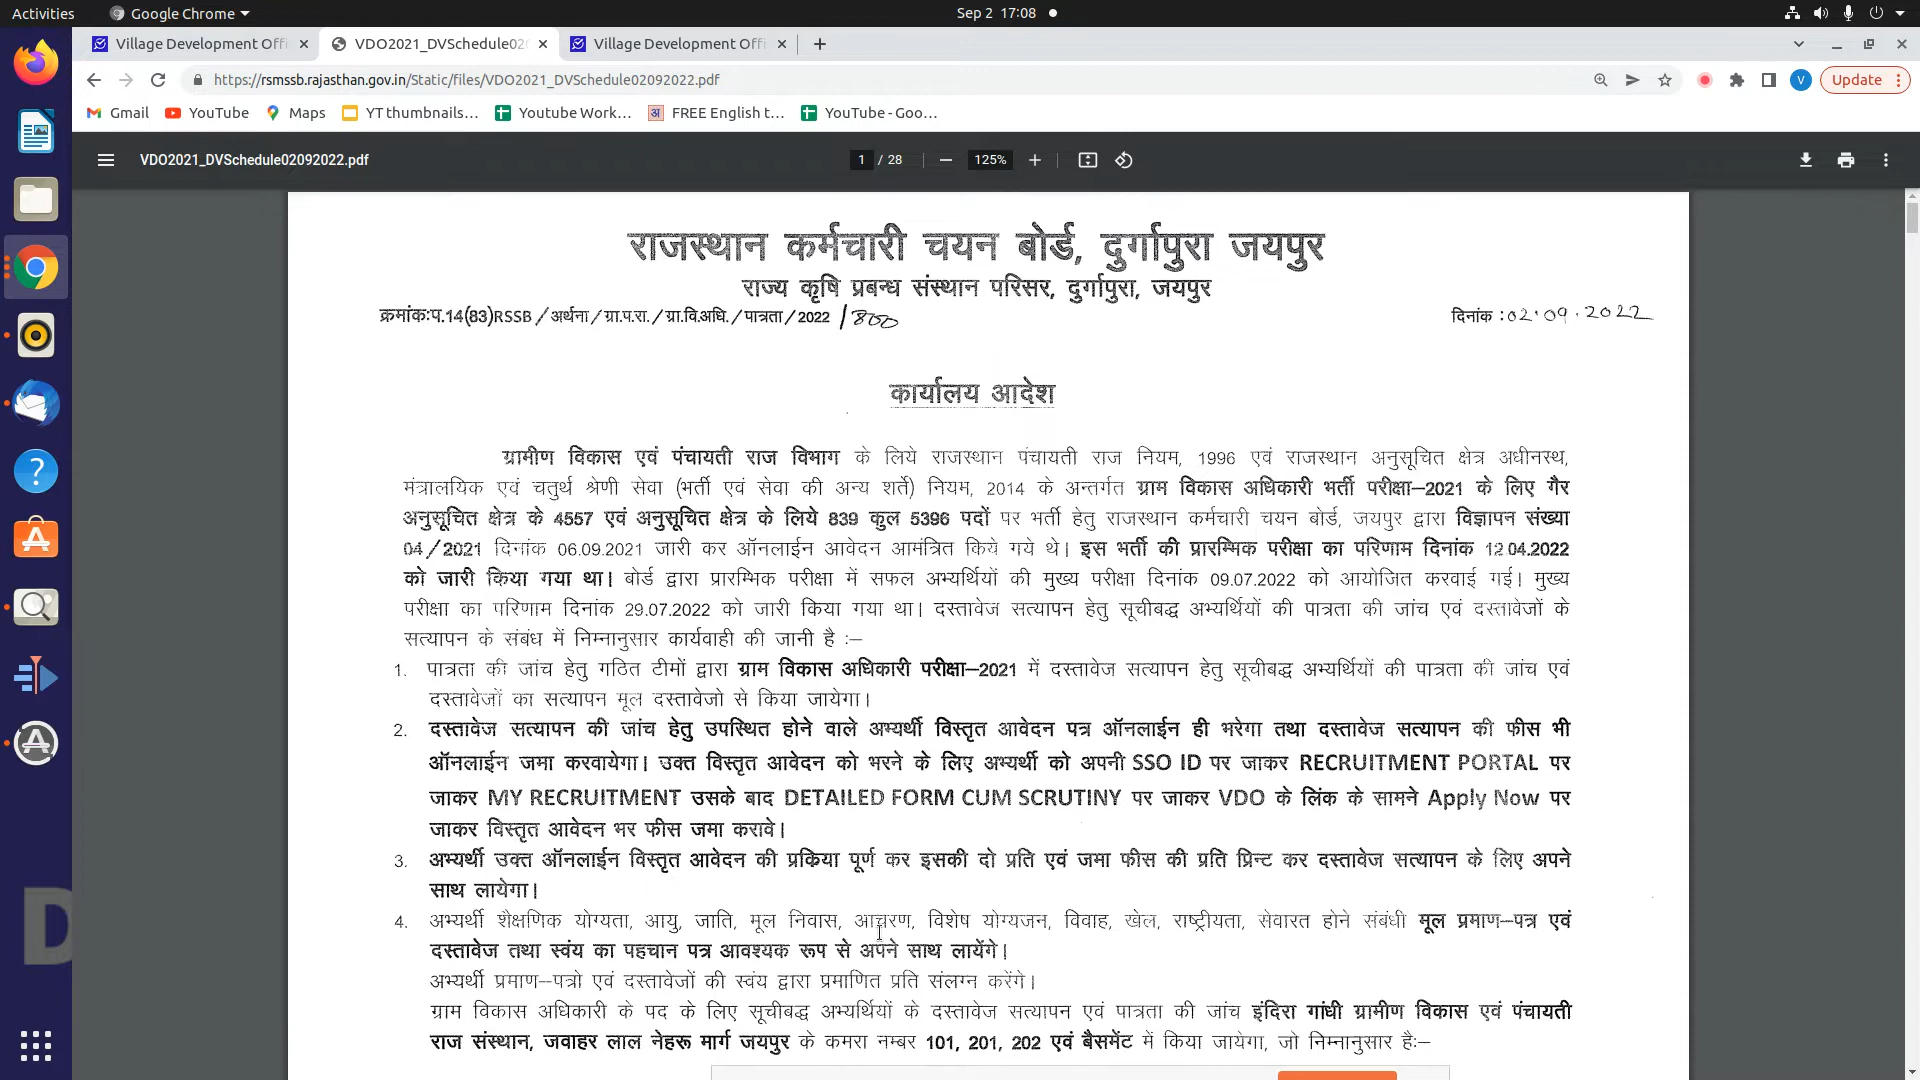 Activities
Google Chrome
Sep 2 17:08
Village Development Offi
VDO2021_DVSchedule02
Village Development Offi
https://rsmssb.rajasthan.gov.in/Static/files/VDO2021_DVSchedule02092022.pdf
V
Update
Gmail
YouTube
Maps
YT thumbnails...
Youtube Work...
FREE English t...
YouTube - Goo...
VDO2021_DVSchedule02092022.pdf
1 / 28
125%
राजस्थान कर्मचारी चयन बोर्ड, दुर्गापुरा जयपुर
राज्य कृषि प्रबन्ध संस्थान परिसर, दुर्गापुरा, जयपुर
क्रमांक:प.14(83)RSSB/अर्थना/ग्रा.प.रा./ग्रा.वि.अधि./पात्रता/2022 /800
दिनांक :02.09.2022
कार्यालय आदेश
ग्रामीण विकास एवं पंचायती राज विभाग के लिये राजस्थान पंचायती राज नियम, 1996 एवं राजस्थान अनुसूचित क्षेत्र अधीनस्थ,
मंत्रालयिक एवं चतुर्थ श्रेणी सेवा (भर्ती एवं सेवा की अन्य शर्ते) नियम, 2014 के अन्तर्गत ग्राम विकास अधिकारी भर्ती परीक्षा–2021 के लिए गैर
अनुसूचित क्षेत्र के 4557 एवं अनुसूचित क्षेत्र के लिये 839 कुल 5396 पदों पर भर्ती हेतु राजस्थान कर्मचारी चयन बोर्ड, जयपुर द्वारा विज्ञापन संख्या
04/2021 दिनांक 06.09.2021 जारी कर ऑनलाईन आवेदन आमंत्रित किये गये थे। इस भर्ती की प्रारम्भिक परीक्षा का परिणाम दिनांक 12.04.2022
को जारी किया गया था। बोर्ड द्वारा प्रारम्भिक परीक्षा में सफल अभ्यर्थियों की मुख्य परीक्षा दिनांक 09.07.2022 को आयोजित करवाई गई। मुख्य
परीक्षा का परिणाम दिनांक 29.07.2022 को जारी किया गया था। दस्तावेज सत्यापन हेतु सूचीबद्ध अभ्यर्थियों की पात्रता की जांच एवं दस्तावेजों के
सत्यापन के संबंध में निम्नानुसार कार्यवाही की जानी है :–
1. पात्रता की जांच हेतु गठित टीमों द्वारा ग्राम विकास अधिकारी परीक्षा–2021 में दस्तावेज सत्यापन हेतु सूचीबद्ध अभ्यर्थियों की पात्रता की जांच एवं
दस्तावेजों का सत्यापन मूल दस्तावेजो से किया जायेगा।
2. दस्तावेज सत्यापन की जांच हेतु उपस्थित होने वाले अभ्यर्थी विस्तृत आवेदन पत्र ऑनलाईन ही भरेगा तथा दस्तावेज सत्यापन की फीस भी
ऑनलाईन जमा करवायेगा। उक्त विस्तृत आवेदन को भरने के लिए अभ्यर्थी को अपनी SSO ID पर जाकर RECRUITMENT PORTAL पर
जाकर MY RECRUITMENT उसके बाद DETAILED FORM CUM SCRUTINY पर जाकर VDO के लिंक के सामने Apply Now पर
जाकर विस्तृत आवेदन भर फीस जमा करावे।
3. अभ्यर्थी उक्त ऑनलाईन विस्तृत आवेदन की प्रकिया पूर्ण कर इसकी दो प्रति एवं जमा फीस की प्रति प्रिन्ट कर दस्तावेज सत्यापन के लिए अपने
साथ लायेगा।
4. अभ्यर्थी शैक्षणिक योग्यता, आयु, जाति, मूल निवास, आचरण, विशेष योग्यजन, विवाह, खेल, राष्ट्रीयता, सेवारत होने संबंधी मूल प्रमाण–पत्र एवं
दस्तावेज तथा स्वंय का पहचान पत्र आवश्यक रूप से अपने साथ लायेंगे।
अभ्यर्थी प्रमाण–पत्रो एवं दस्तावेजों की स्वंय द्वारा प्रमाणित प्रति संलग्न करेंगे।
ग्राम विकास अधिकारी के पद के लिए सूचीबद्ध अभ्यर्थियों के दस्तावेज सत्यापन एवं पात्रता की जांच इंदिरा गांधी ग्रामीण विकास एवं पंचायती
राज संस्थान, जवाहर लाल नेहरू मार्ग जयपुर के कमरा नम्बर 101, 201, 202 एवं बैसमेंट में किया जायेगा, जो निम्नानुसार है:–